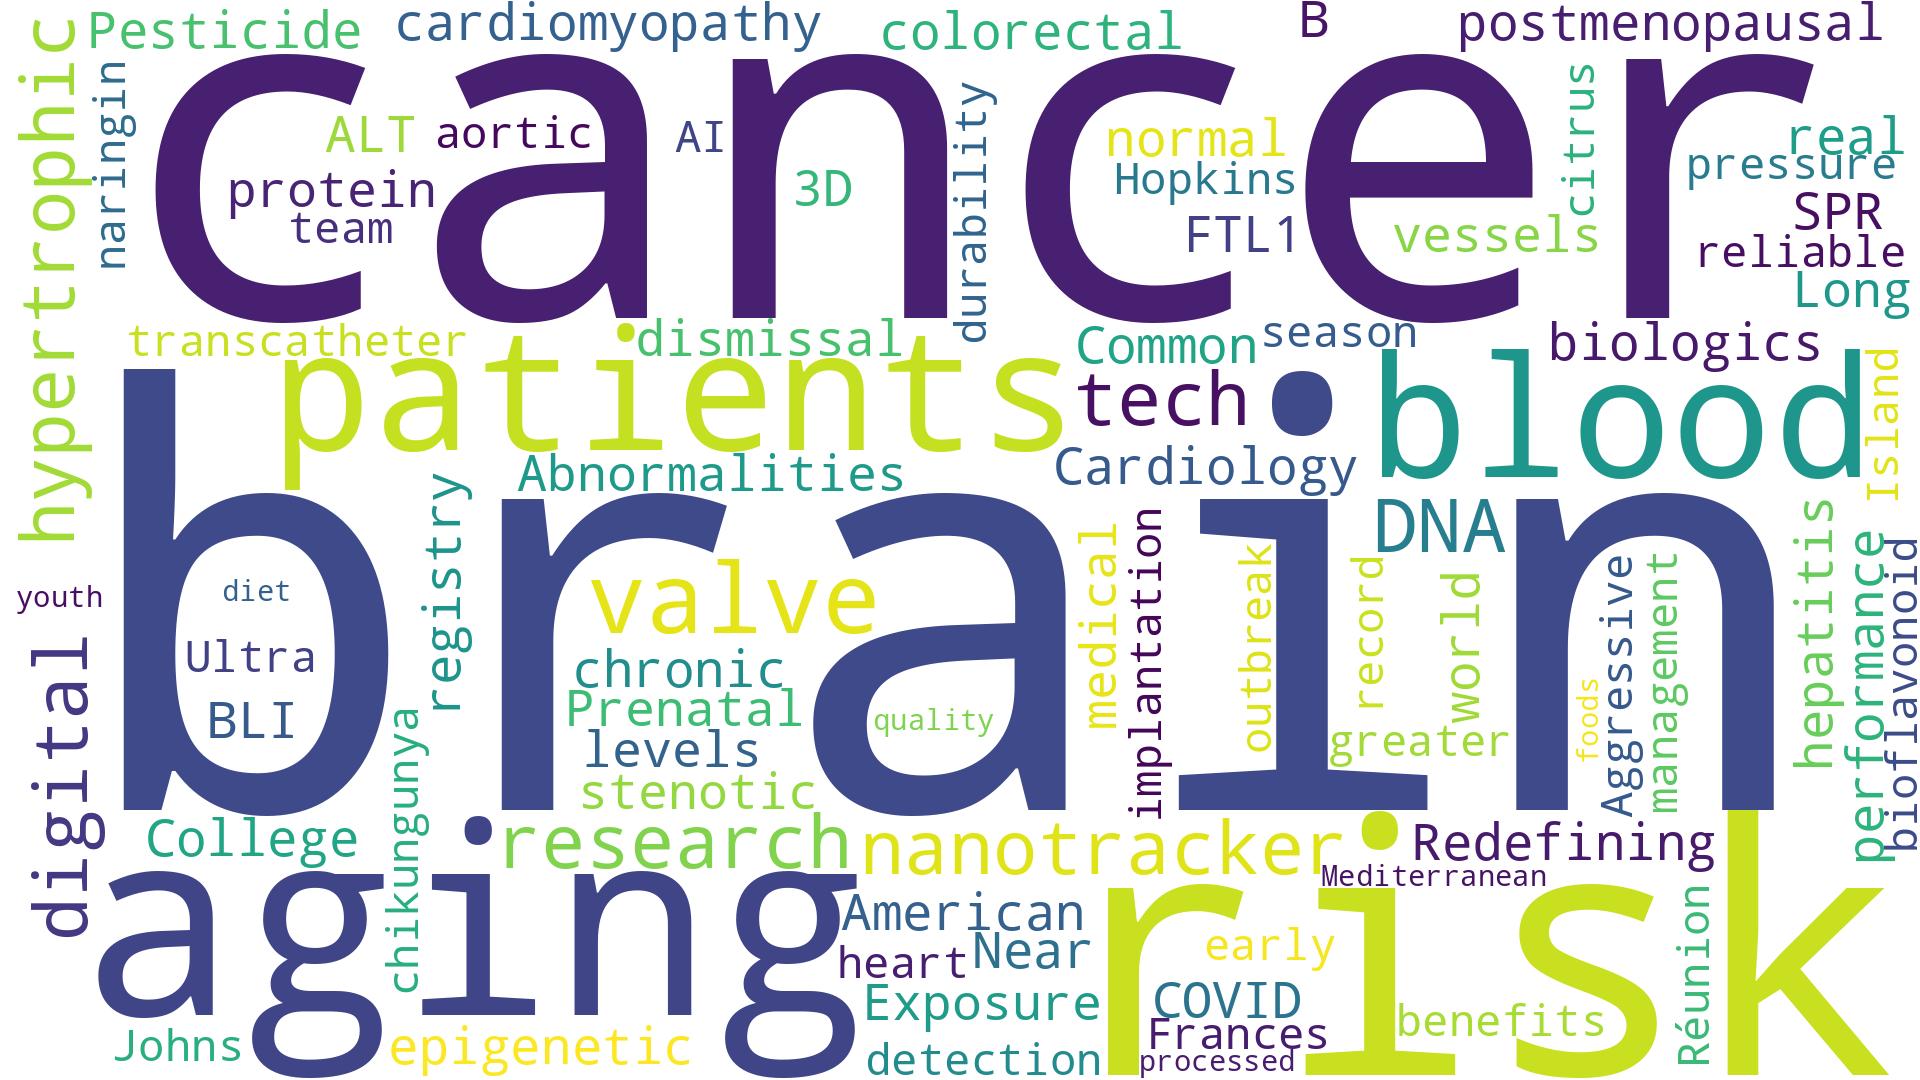 Pesticide
cardiomyopathy
colorectal
B
postmenopausal
hypertrophic
naringin
cancer
ALT
aortic
AI
protein
team
3D
durability
normal
Hopkins
FTL1
citrus
vessels
real
pressure
SPR
reliable
Long
transcatheter
dismissal
Common
season
biologics
Island
patients
tech
blood
Abnormalities
Cardiology
DNA
registry
brain
youth
diet
Ultra
BLI
valve
chronic
Prenatal
levels
stenotic
quality
medical
implantation
outbreak
record
world
greater
foods
Aggressive
management
hepatitis
performance
bioflavonoid
digital
College
chikungunya
research
nanotracker
Redefining
Mediterranean
aging
risk
American
heart
Near
early
Exposure
COVID
Frances
benefits
Réunion
Johns
epigenetic
detection
processed